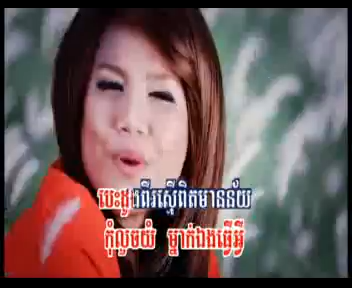 បេះដូងពីរស្មើពិតមានន័យ
កុំលួចយំ ម្នាក់ឯងធ្វើអ្វី